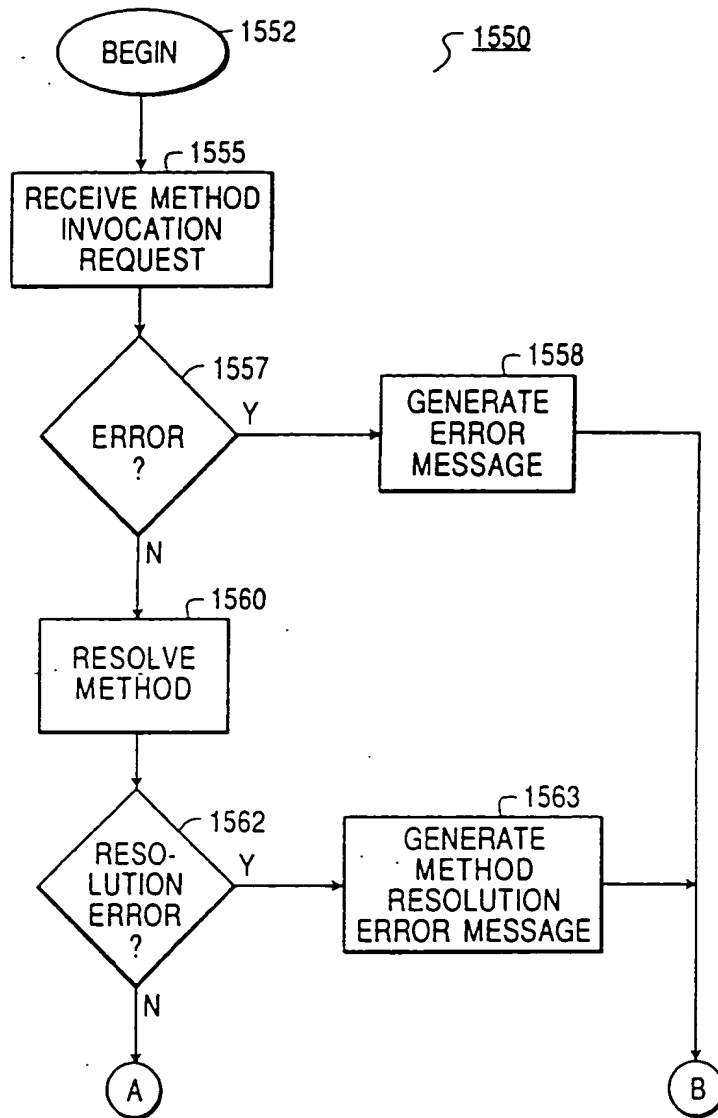 1552
BEGIN
1550
1555
RECEIVE METHOD
INVOCATION
REQUEST
1557
ERROR
?
Y
N
1558
GENERATE
ERROR
MESSAGE
1560
RESOLVE
METHOD
1562
RESO-
LUTION
ERROR
?
Y
N
1563
GENERATE
METHOD
RESOLUTION
ERROR MESSAGE
A
B